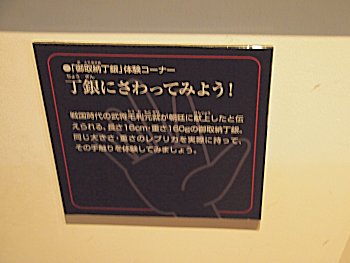 ●「御取納丁銀」体験コーナー
丁銀にさわってみよう!
戦国時代の武将毛利元就が朝廷に献上したと伝
えられる、長さ16cm・重さ160gの御取納丁銀。
同じ大きさ・重さのレプリカを実際に持って、
その手触りを体験してみましょう。